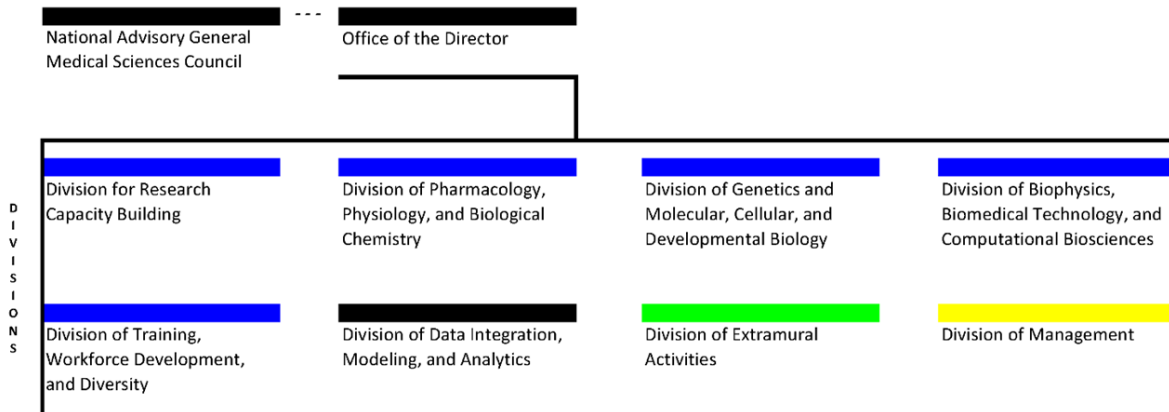 National Advisory General
Medical Sciences Council
---
Office of the Director
DIVISIONS
Division for Research
Capacity Building
Division of Pharmacology,
Physiology, and Biological
Chemistry
Division of Genetics and
Molecular, Cellular, and
Developmental Biology
Division of Biophysics,
Biomedical Technology, and
Computational Biosciences
Division of Training,
Workforce Development,
and Diversity
Division of Data Integration,
Modeling, and Analytics
Division of Extramural
Activities
Division of Management